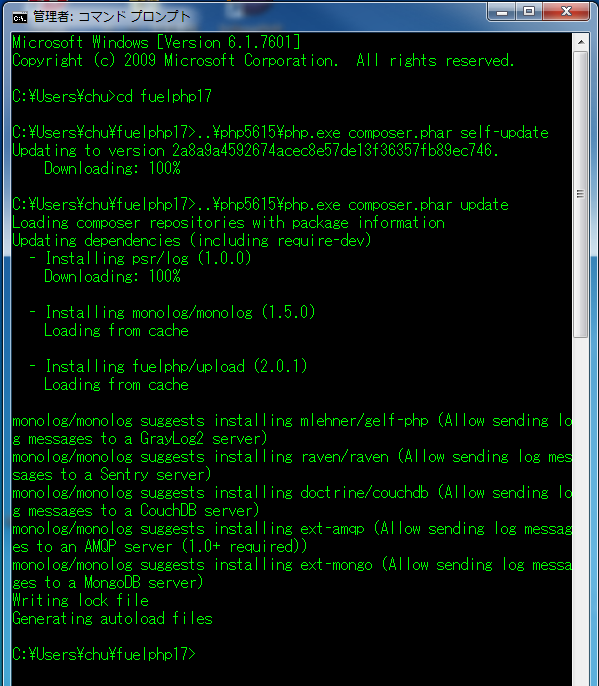 管理者: コマンド プロンプト
Microsoft Windows [Version 6.1.7601]
Copyright (c) 2009 Microsoft Corporation.  All rights reserved.
C:¥Users¥chu>cd fuelphp17
C:¥Users¥chu¥fuelphp17>..¥php5615¥php.exe composer.phar self-update
Updating to version 2a8a9a4592674acec8e57de13f36357fb89ec746.
    Downloading: 100%
C:¥Users¥chu¥fuelphp17>..¥php5615¥php.exe composer.phar update
Loading composer repositories with package information
Updating dependencies (including require-dev)
  - Installing psr/log (1.0.0)
    Downloading: 100%
  - Installing monolog/monolog (1.5.0)
    Loading from cache
  - Installing fuelphp/upload (2.0.1)
    Loading from cache
monolog/monolog suggests installing mlehner/gelf-php (Allow sending lo
g messages to a GrayLog2 server)
monolog/monolog suggests installing raven/raven (Allow sending log mes
sages to a Sentry server)
monolog/monolog suggests installing doctrine/couchdb (Allow sending lo
g messages to a CouchDB server)
monolog/monolog suggests installing ext-amqp (Allow sending log messag
es to an AMQP server (1.0+ required))
monolog/monolog suggests installing ext-mongo (Allow sending log messa
ges to a MongoDB server)
Writing lock file
Generating autoload files
C:¥Users¥chu¥fuelphp17>